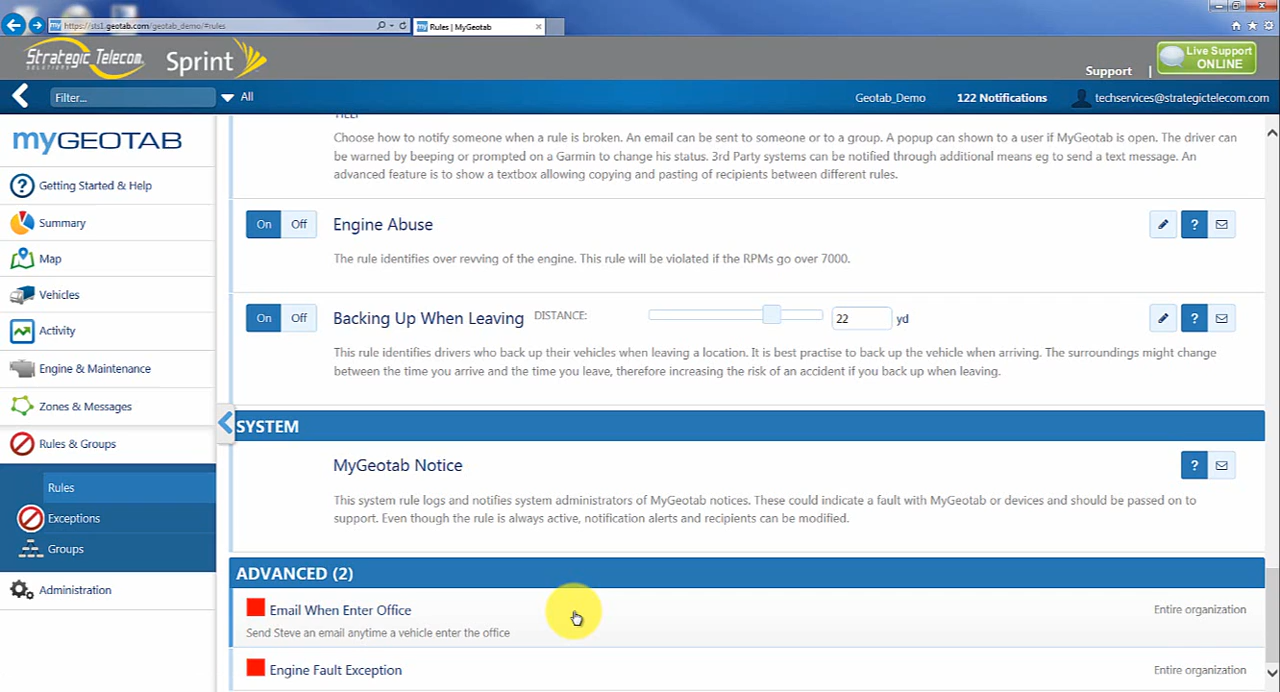 https://sts1.geotab.com/geotab_demo/#rules
Rules | MyGeotab
Strategic Telecom
SOLUTIONS
Sprint
Support
Live Support
ONLINE
Filter...
All
Geotab_Demo
122 Notifications
techservices@strategictelecom.com
myGEOTAB
Getting Started & Help
Summary
Map
Vehicles
Activity
Engine & Maintenance
Zones & Messages
Rules & Groups
Rules
Exceptions
Groups
Administration
HELP
Choose how to notify someone when a rule is broken. An email can be sent to someone or to a group. A popup can shown to a user if MyGeotab is open. The driver can
be warned by beeping or prompted on a Garmin to change his status. 3rd Party systems can be notified through additional means eg to send a text message. An
advanced feature is to show a textbox allowing copying and pasting of recipients between different rules.
On Off Engine Abuse ?
The rule identifies over revving of the engine. This rule will be violated if the RPMs go over 7000.
On Off Backing Up When Leaving DISTANCE: 22 yd ?
This rule identifies drivers who back up their vehicles when leaving a location. It is best practise to back up the vehicle when arriving. The surroundings might change
between the time you arrive and the time you leave, therefore increasing the risk of an accident if you back up when leaving.
SYSTEM
MyGeotab Notice ?
This system rule logs and notifies system administrators of MyGeotab notices. These could indicate a fault with MyGeotab or devices and should be passed on to
support. Even though the rule is always active, notification alerts and recipients can be modified.
ADVANCED (2)
Email When Enter Office Entire organization
Send Steve an email anytime a vehicle enter the office
Engine Fault Exception Entire organization